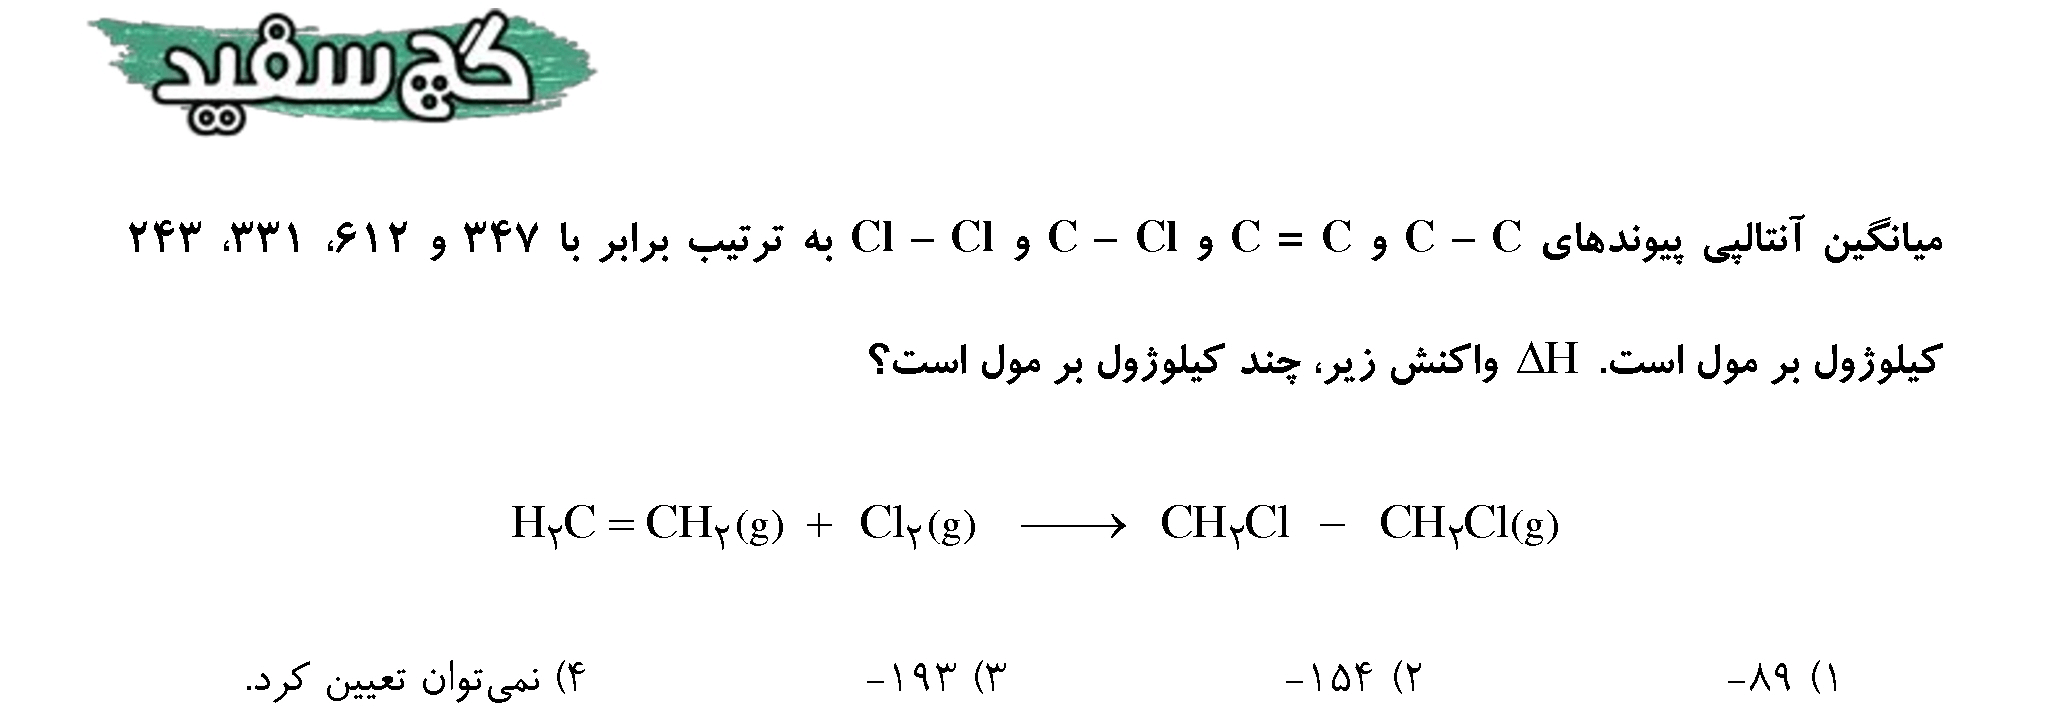 گچ سفید
میانگین آنتالپی پیوندهای C – C و C = C و C – Cl و Cl – Cl به ترتیب برابر با ۳۴۷ و ۶۱۲، ۳۳۱، ۲۴۳
کیلوژول بر مول است. ΔH واکنش زیر، چند کیلوژول بر مول است؟
H₂C = CH₂(g) + Cl₂(g) ⟶ CH₂Cl – CH₂Cl(g)
۱) ۸۹– ۲) ۱۵۴– ۳) ۱۹۳– ۴) نمی‌توان تعیین کرد.